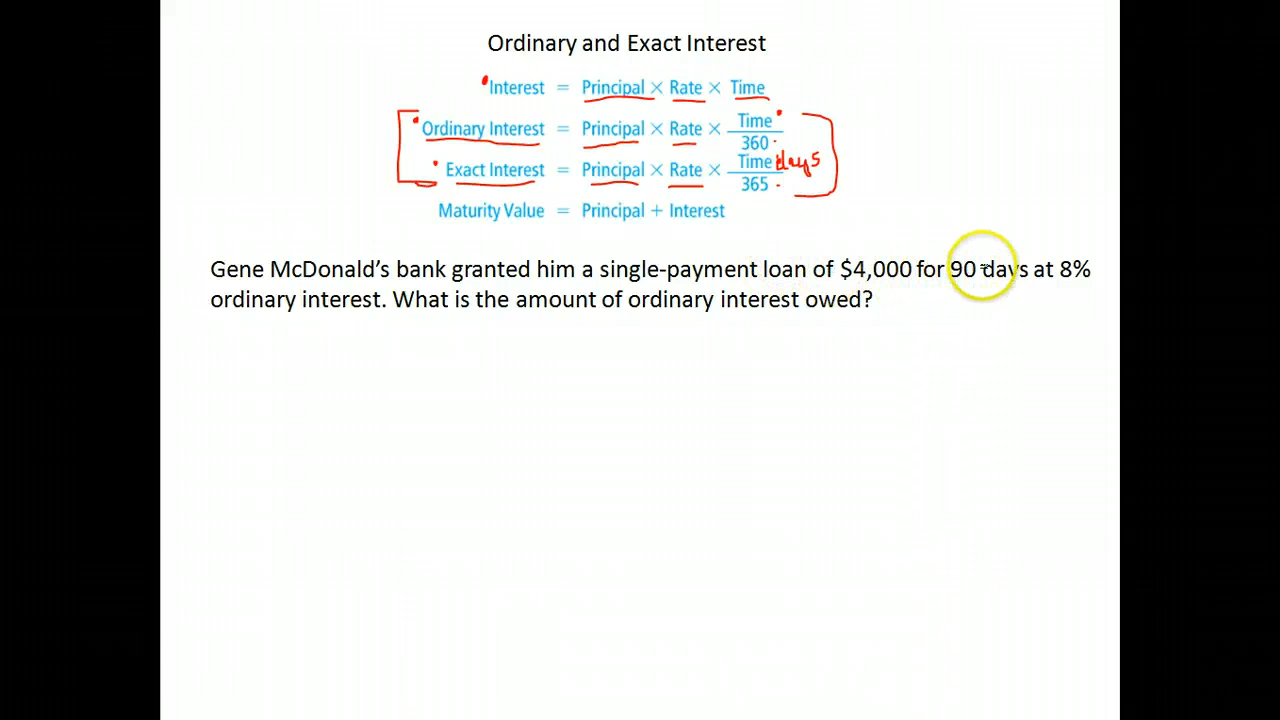 Ordinary and Exact Interest
Interest = Principal × Rate × Time
Ordinary Interest = Principal × Rate × Time / 360
Exact Interest = Principal × Rate × Time / 365 days
Maturity Value = Principal + Interest
Gene McDonald’s bank granted him a single-payment loan of $4,000 for 90 days at 8%
ordinary interest. What is the amount of ordinary interest owed?